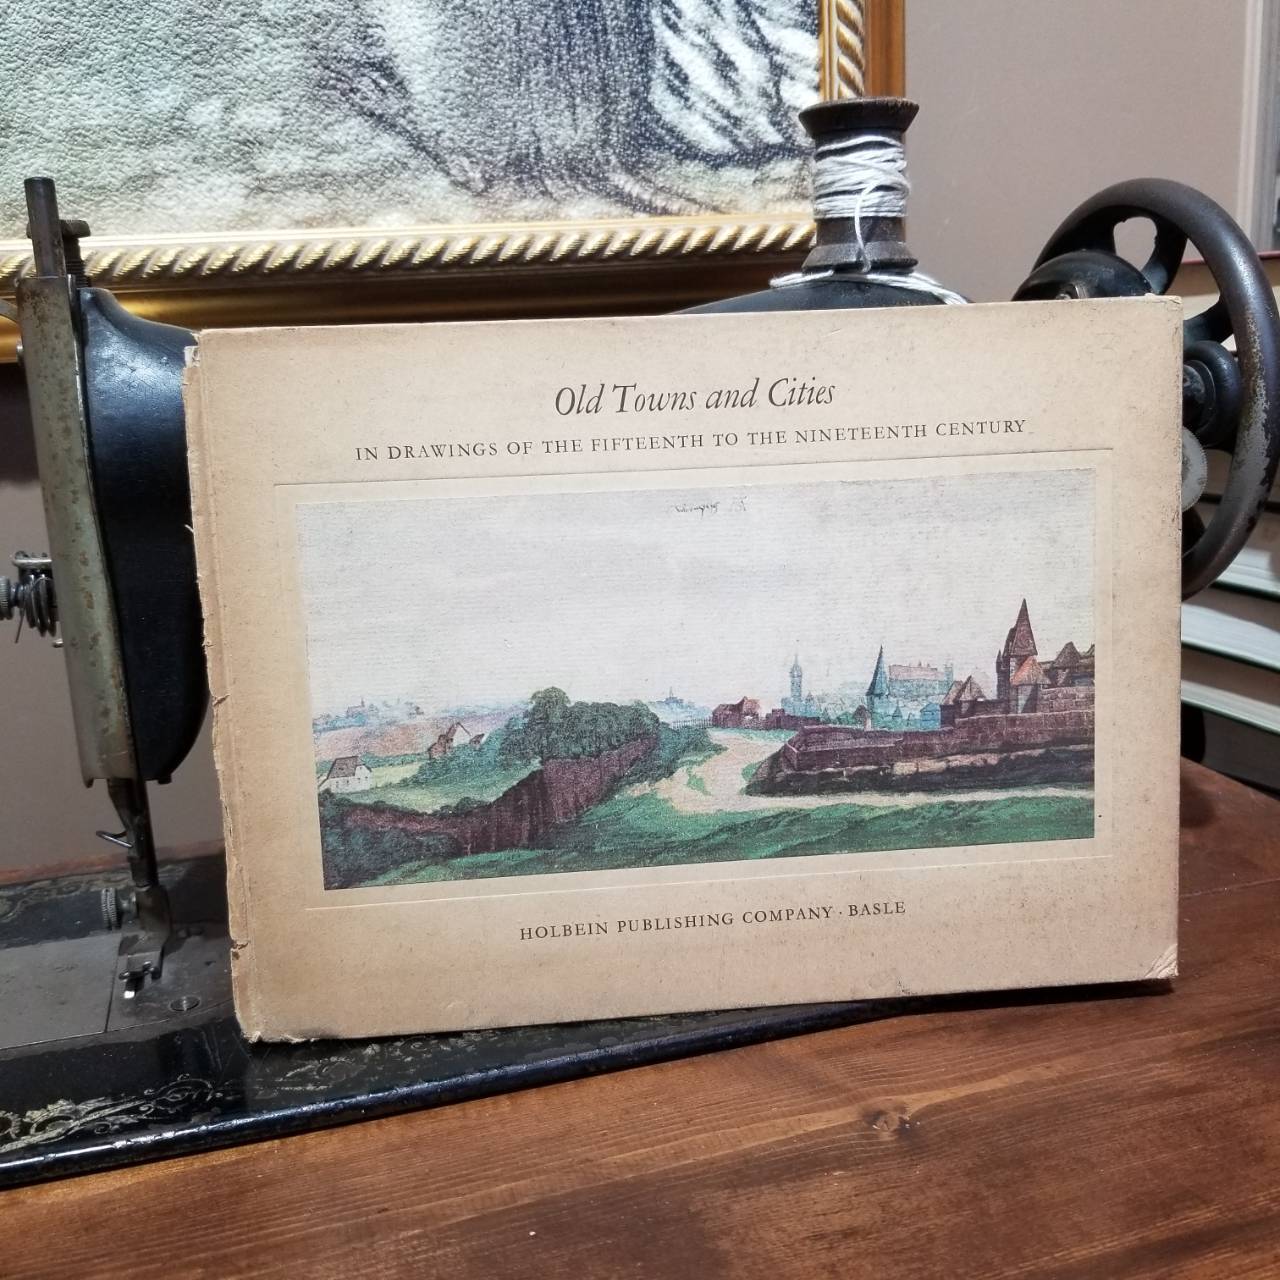 Old Towns and Cities
IN DRAWINGS OF THE FIFTEENTH TO THE NINETEENTH CENTURY
HOLBEIN PUBLISHING COMPANY · BASLE